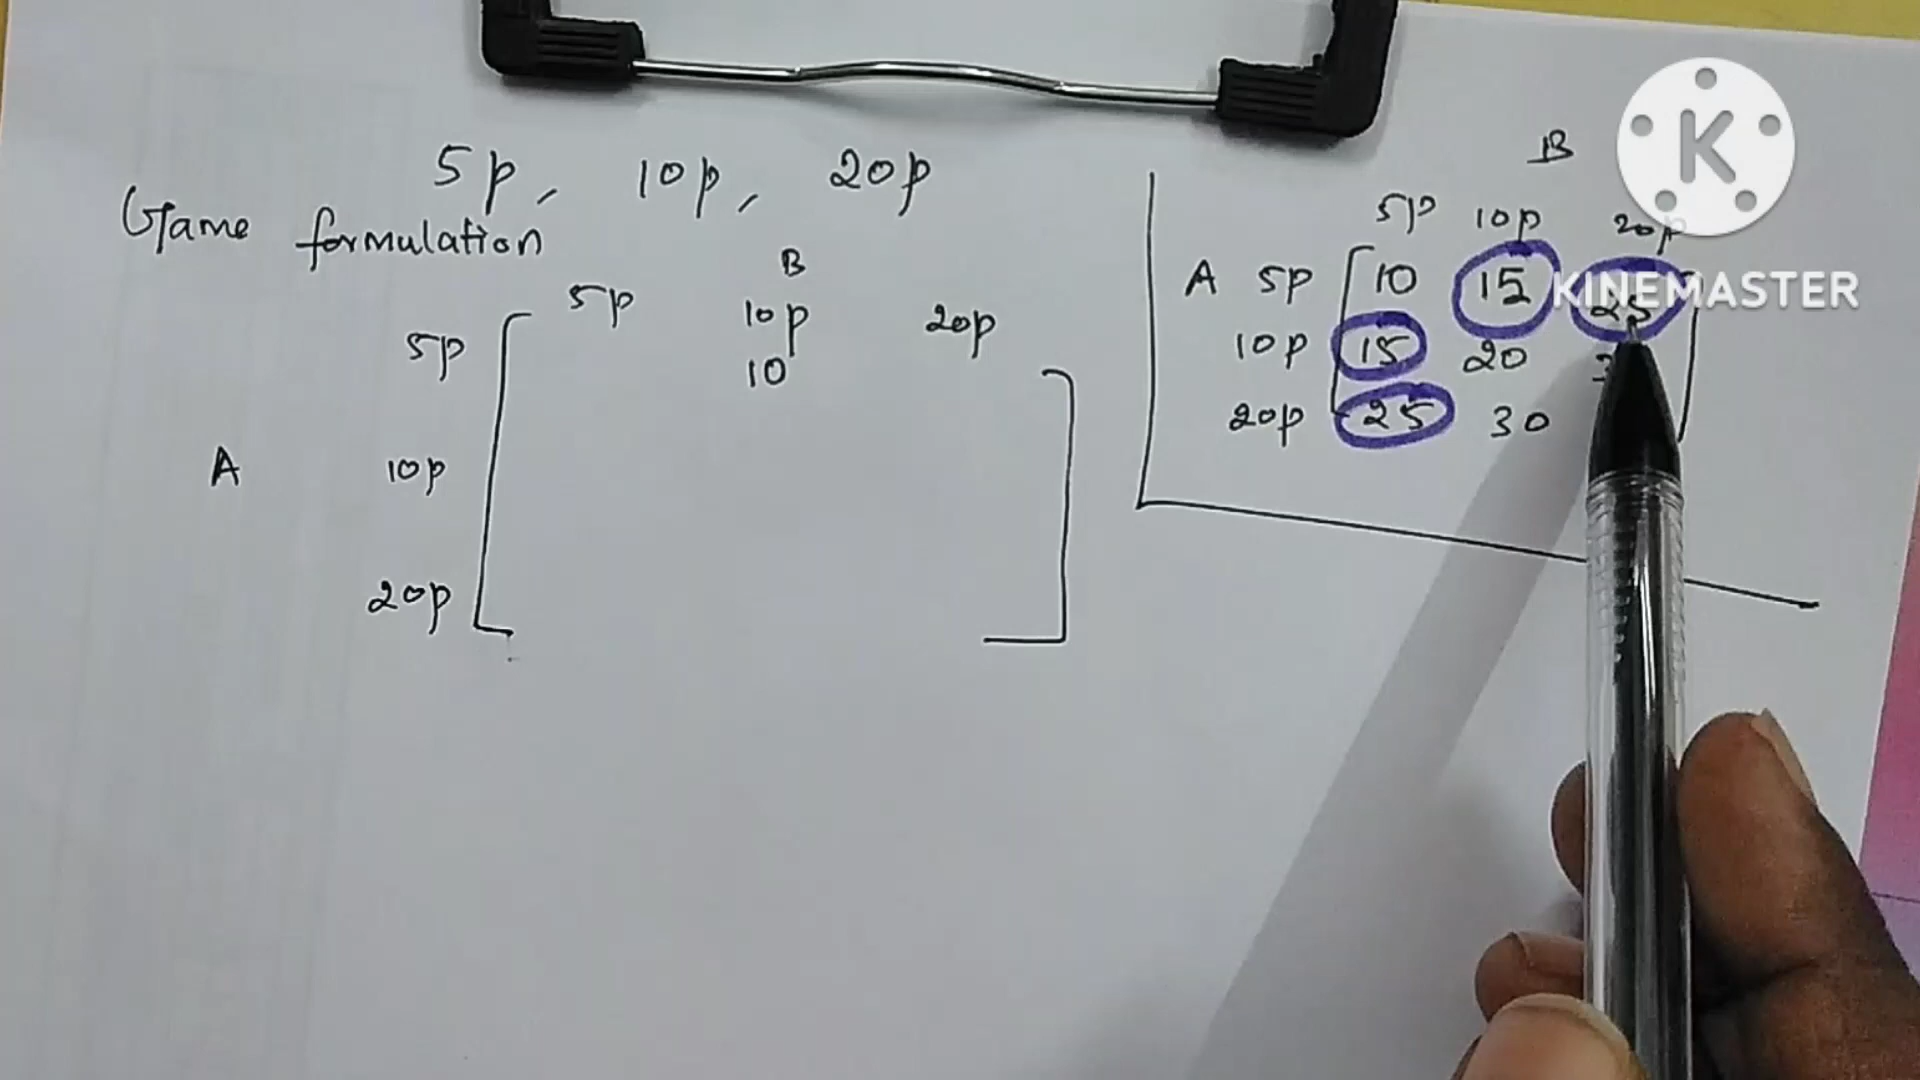 5p, 10p, 20p
Game formulation
B
5p 10p 20p
5p 10
A 10p
20p
B
5p 10p 20p
A 5p 10 15 25
10p 15 20
20p 25 30
K
KINEMASTER